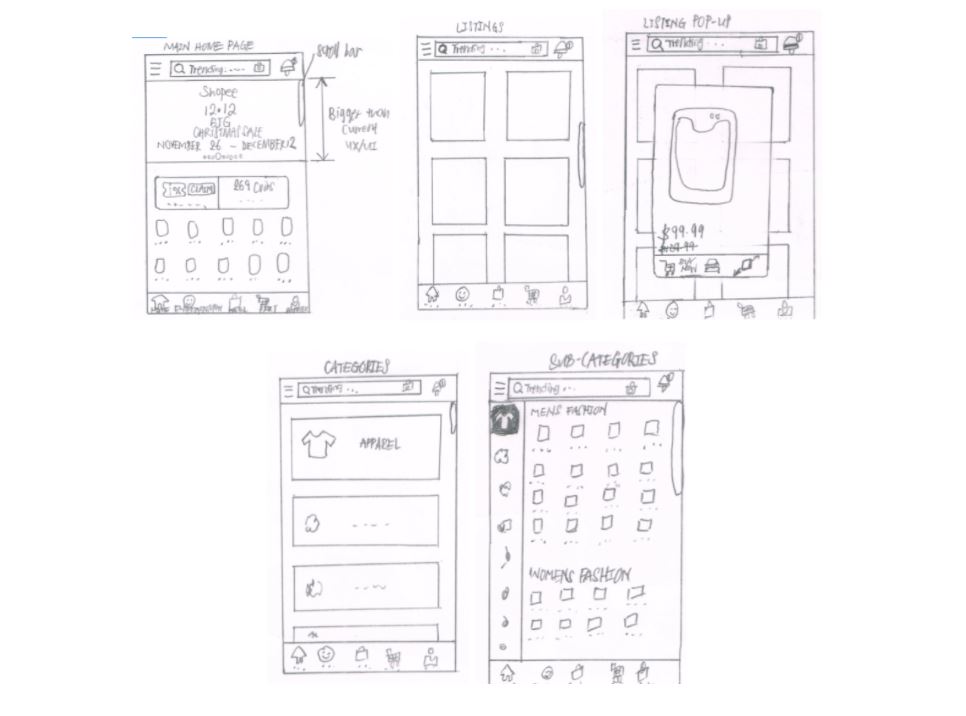 MAIN HOME PAGE
scroll bar
Trending.....
Shopee
12.12
BIG
CHRISTMAS SALE
NOVEMBER 26 - DECEMBER 12
Bigger than
current
UX/UI
% CLAIM
269 Coins
HOME
LISTINGS
Trending ...
LISTING POP-UP
Trending ...
$99.99
$129.99
BUY
NOW
CATEGORIES
Trending ...
APPAREL
SUB-CATEGORIES
Trending ...
MENS FASHION
WOMENS FASHION